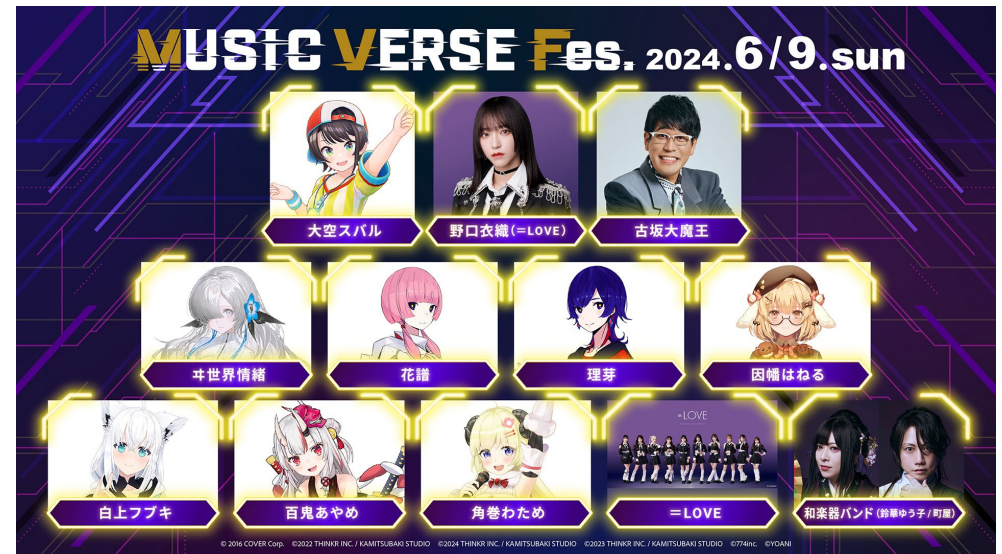 MUSIC VERSE Fes. 2024.6/9.sun
大空スバル
野口衣織(=LOVE)
古坂大魔王
ヰ世界情緒
花譜
理芽
因幡はねる
=LOVE
白上フブキ
百鬼あやめ
角巻わため
=LOVE
和楽器バンド(鈴華ゆう子/町屋)
© 2016 COVER Corp. ©2022 THINKR INC. / KAMITSUBAKI STUDIO ©2024 THINKR INC. / KAMITSUBAKI STUDIO ©2023 THINKR INC. / KAMITSUBAKI STUDIO ©774inc. ©YOANI